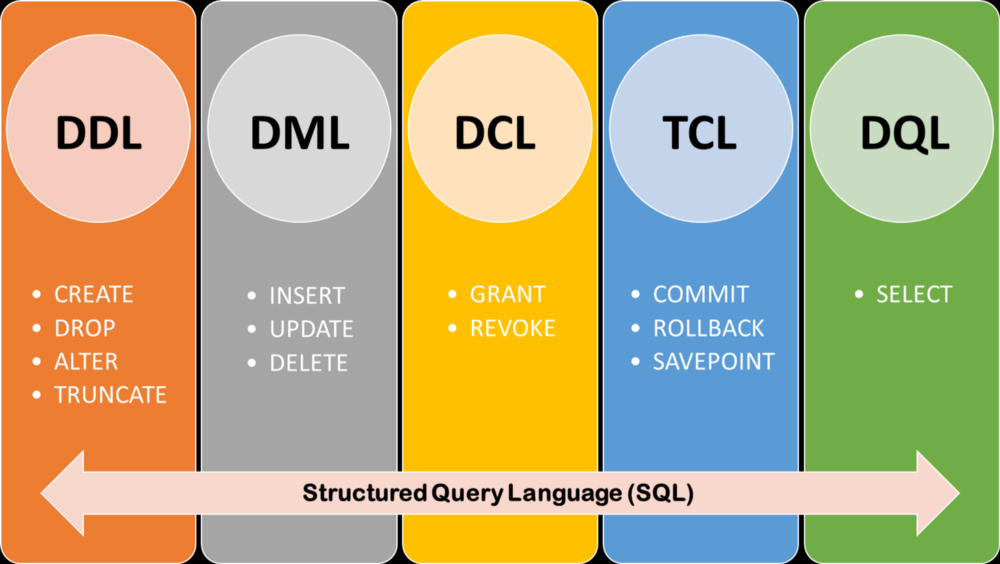 DDL
• CREATE
• DROP
• ALTER
• TRUNCATE
DML
• INSERT
• UPDATE
• DELETE
DCL
• GRANT
• REVOKE
TCL
• COMMIT
• ROLLBACK
• SAVEPOINT
DQL
• SELECT
Structured Query Language (SQL)